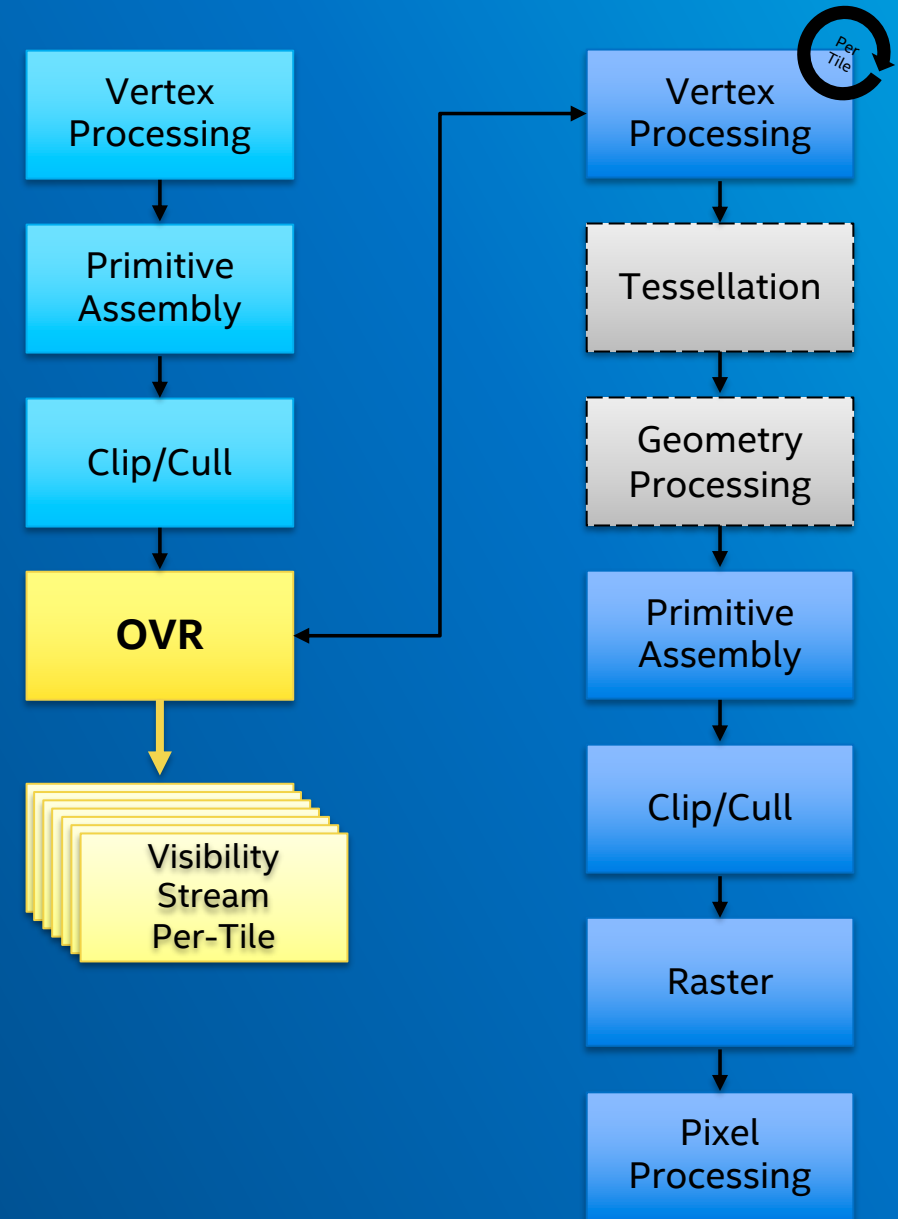 Vertex
Processing
Primitive
Assembly
Clip/Cull
OVR
Visibility
Stream
Per-Tile
Per
Tile
Vertex
Processing
Tessellation
Geometry
Processing
Primitive
Assembly
Clip/Cull
Raster
Pixel
Processing